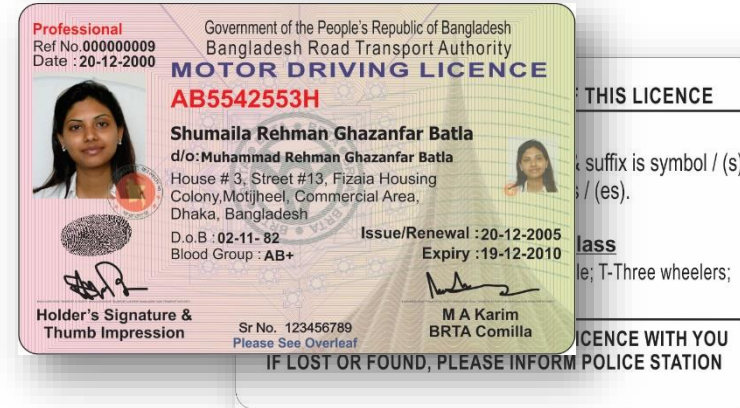 Professional
Ref No.000000009
Date : 20-12-2000
Government of the People's Republic of Bangladesh
Bangladesh Road Transport Authority
MOTOR DRIVING LICENCE
AB5542553H
Shumaila Rehman Ghazanfar Batla
d/o:Muhammad Rehman Ghazanfar Batla
House # 3, Street #13, Fizaia Housing
Colony,Motijheel, Commercial Area,
Dhaka, Bangladesh
D.o.B : 02-11- 82
Blood Group : AB+
Issue/Renewal :20-12-2005
Expiry :19-12-2010
Holder's Signature &
Thumb Impression
Sr No. 123456789
Please See Overleaf
M A Karim
BRTA Comilla
THIS LICENCE
& suffix is symbol / (s)
/ (es).
T-Three wheelers;
WITH YOU
IF LOST OR FOUND, PLEASE INFORM POLICE STATION